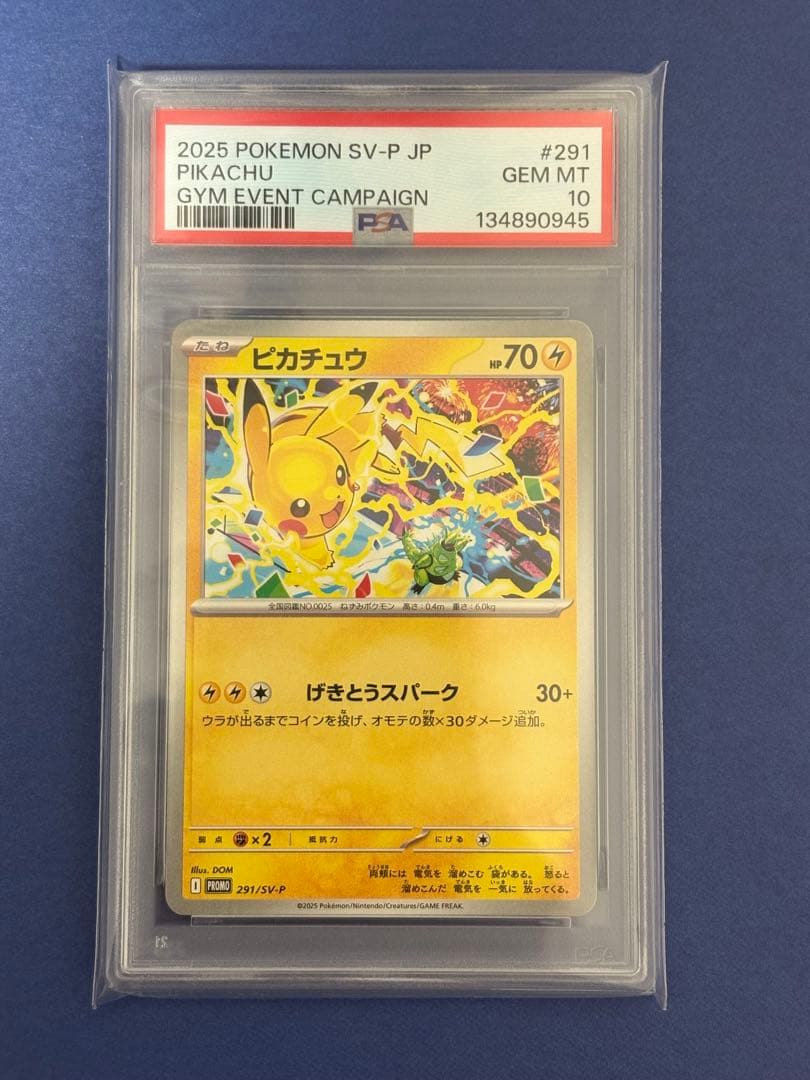 2025 POKEMON SV-P JP #291
PIKACHU GEM MT
GYM EVENT CAMPAIGN 10
PSA 134890945
たね ピカチュウ HP70
全国図鑑NO.0025 ねずみポケモン 高さ:0.4m 重さ:6.0kg
げきとうスパーク 30+
ウラが出るまでコインを投げ、オモテの数×30ダメージ追加。
弱点 ×2 抵抗力 にげる
Illus. DOM
両頬には 電気を 溜めこむ 袋がある。 怒ると
溜めこんだ 電気を 一気に 放ってくる。
I PROMO 291/SV-P
©2025 Pokémon/Nintendo/Creatures/GAME FREAK.
PSA